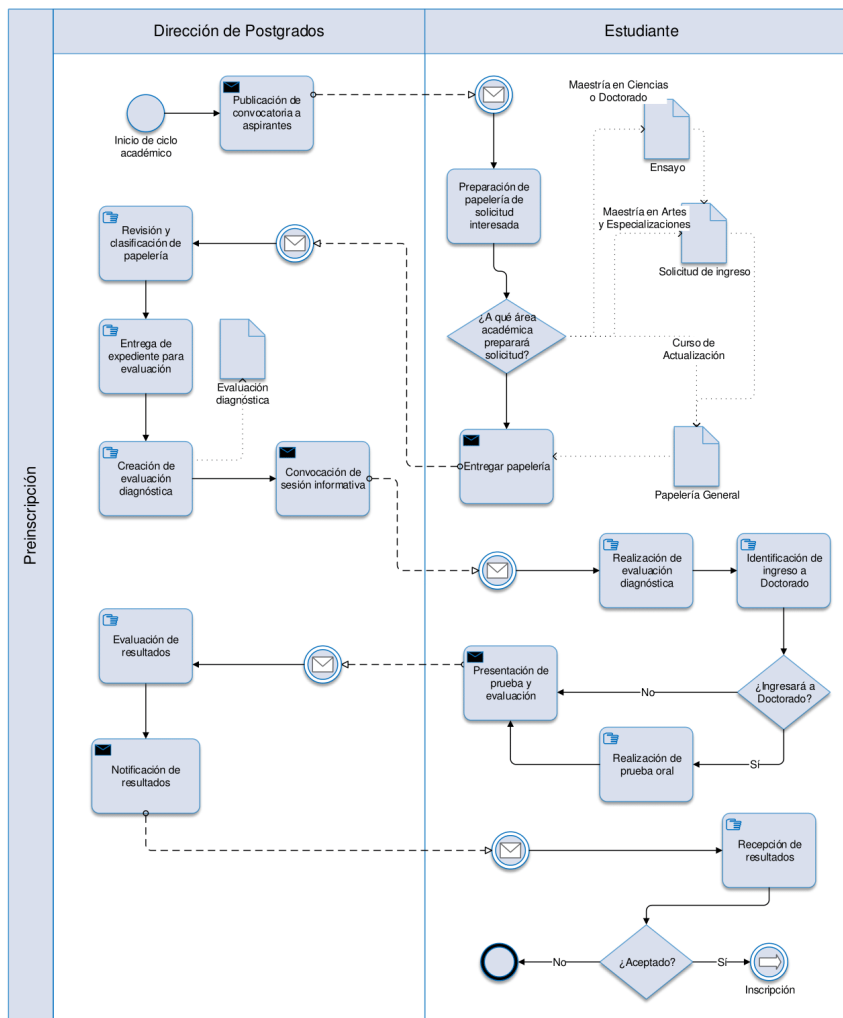 Dirección de Postgrados
Estudiante
Preinscripción
Inicio de ciclo
académico
Publicación de
convocatoria a
aspirantes
Maestría en Ciencias
o Doctorado
Ensayo
Preparación de
papelería de
solicitud
interesada
Maestría en Artes
y Especializaciones
Solicitud de ingreso
Revisión y
clasificación de
papelería
¿A qué área
académica
preparará
solicitud?
Curso de
Actualización
Entrega de
expediente para
evaluación
Evaluación
diagnóstica
Creación de
evaluación
diagnóstica
Convocación de
sesión informativa
Entregar papelería
Papelería General
Realización de
evaluación
diagnóstica
Identificación de
ingreso a
Doctorado
Evaluación de
resultados
Presentación de
prueba y
evaluación
No
¿Ingresará a
Doctorado?
Notificación de
resultados
Realización de
prueba oral
Sí
Recepción de
resultados
No
¿Aceptado?
Sí
Inscripción